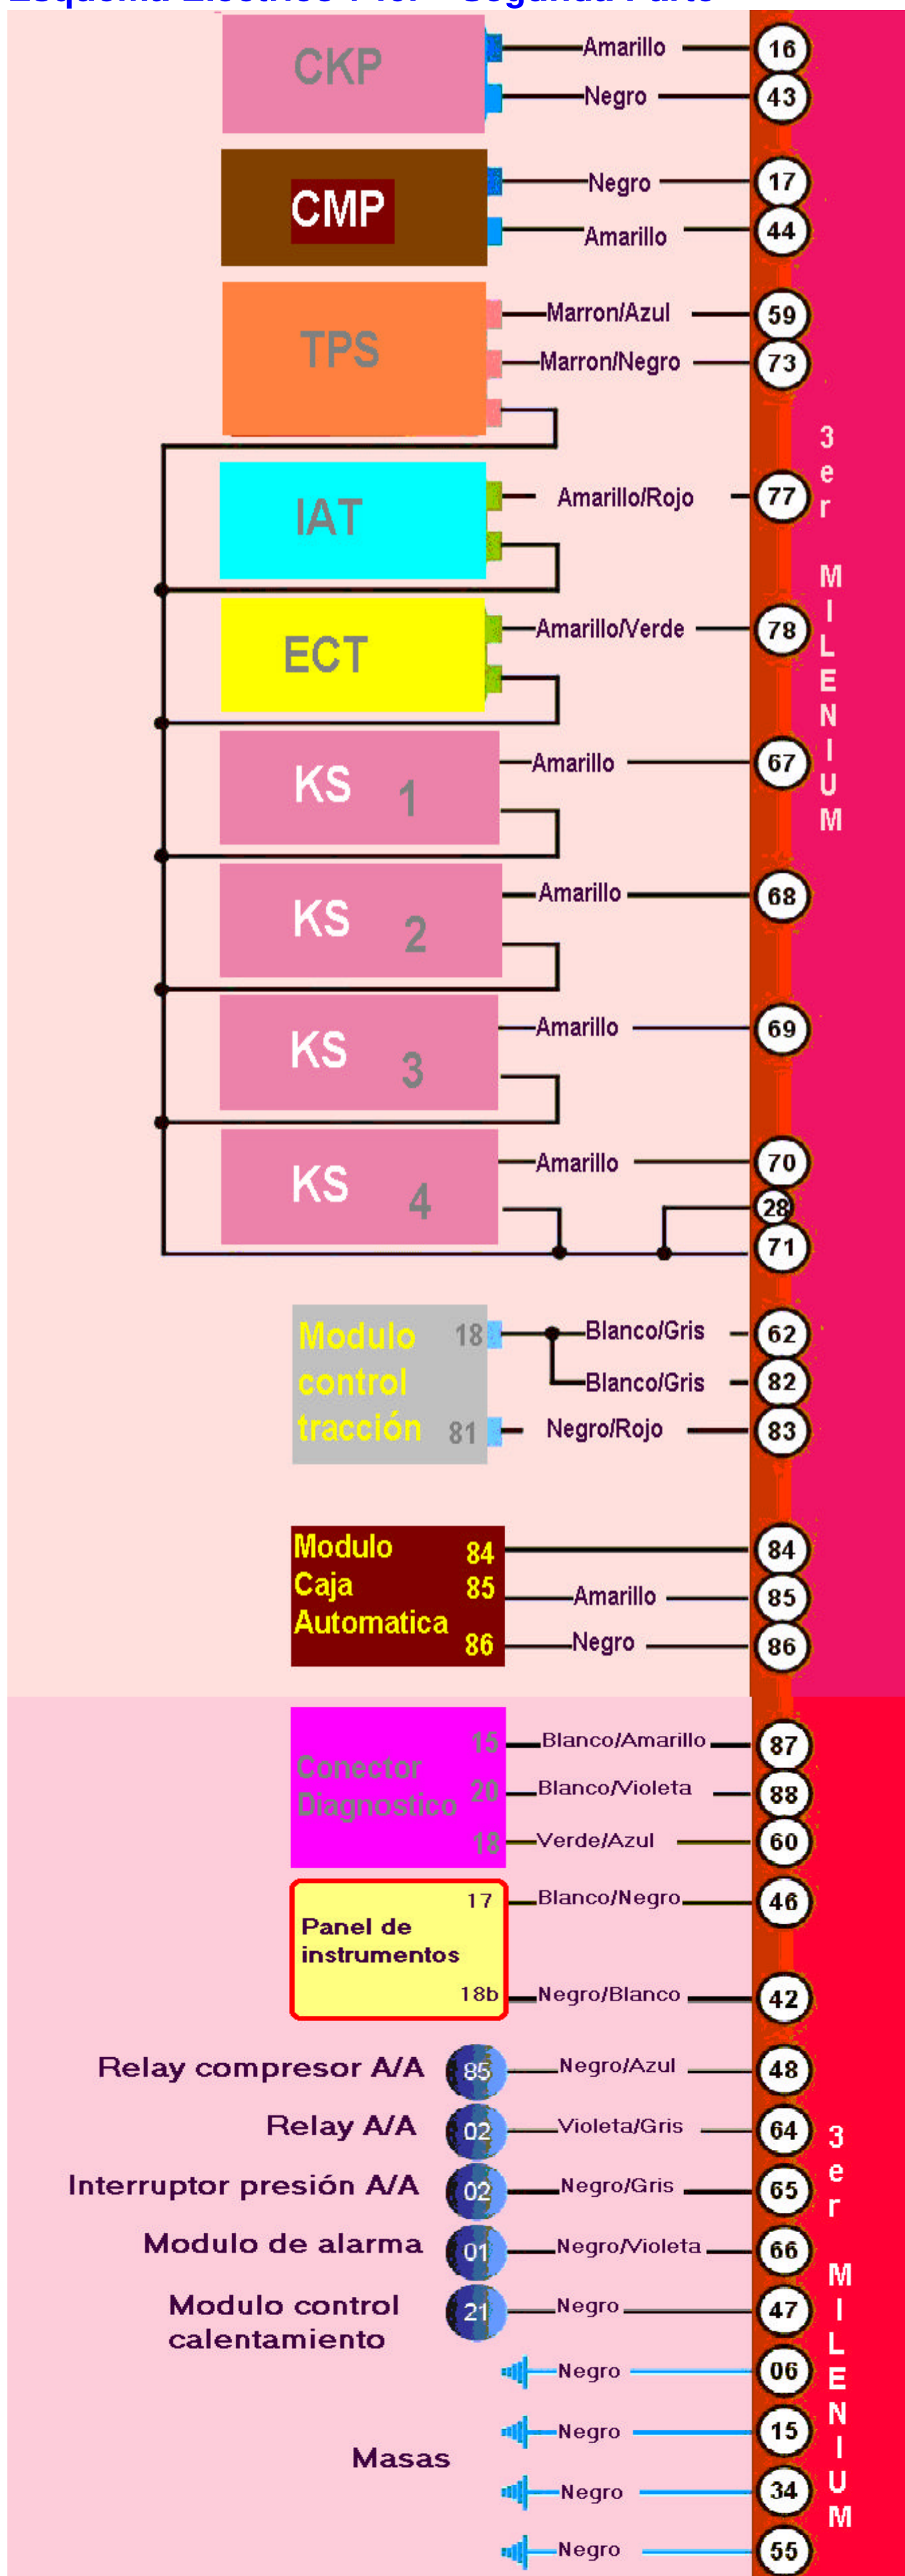 CKP Amarillo 16
Negro 43
CMP Negro 17
Amarillo 44
TPS Marron/Azul 59
Marron/Negro 73
IAT Amarillo/Rojo 77
3er MILENIUM
ECT Amarillo/Verde 78
KS 1 Amarillo 67
KS 2 Amarillo 68
KS 3 Amarillo 69
KS 4 Amarillo 70
28
71
Modulo 18 Blanco/Gris 62
control Blanco/Gris 82
tracción 81 Negro/Rojo 83
Modulo 84 84
Caja 85 Amarillo 85
Automatica 86 Negro 86
15 Blanco/Amarillo 87
Conector
Diagnostico 20 Blanco/Violeta 88
18 Verde/Azul 60
17 Blanco/Negro 46
Panel de
instrumentos
18b Negro/Blanco 42
Relay compresor A/A 85 Negro/Azul 48
Relay A/A 02 Violeta/Gris 64
Interruptor presión A/A 02 Negro/Gris 65
Modulo de alarma 01 Negro/Violeta 66
Modulo control 21 Negro 47
calentamiento
3er MILENIUM
Negro 06
Negro 15
Masas
Negro 34
Negro 55